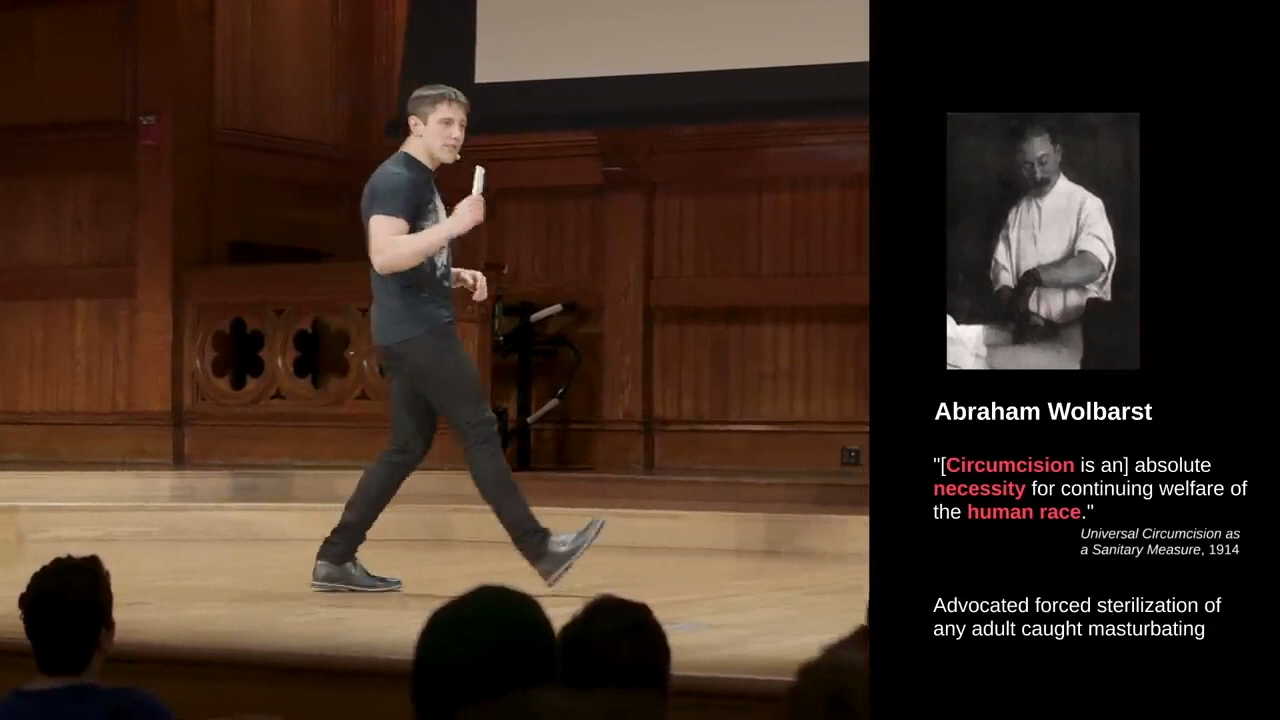 Abraham Wolbarst
"[Circumcision is an] absolute
necessity for continuing welfare of
the human race."
Universal Circumcision as
a Sanitary Measure, 1914
Advocated forced sterilization of
any adult caught masturbating